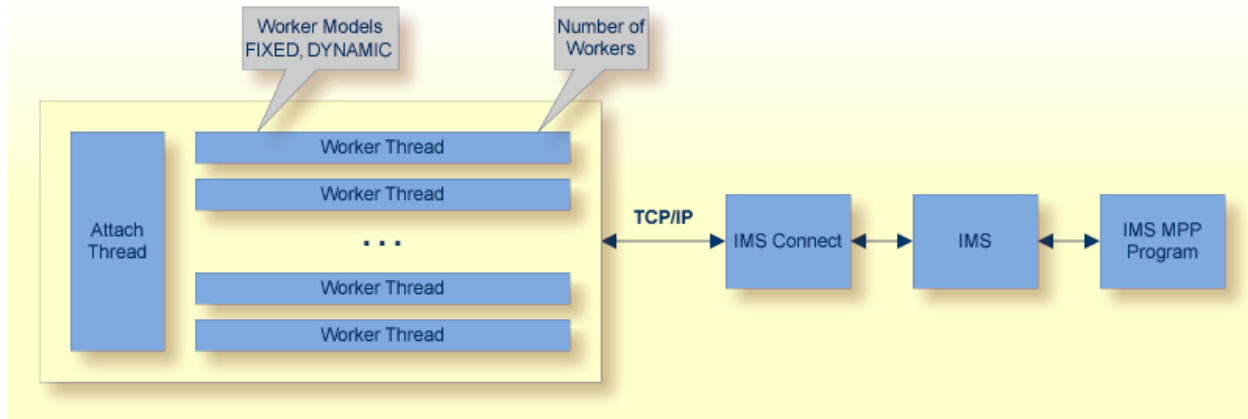 Worker Models
FIXED, DYNAMIC
Number of
Workers
Attach
Thread
Worker Thread
Worker Thread
...
Worker Thread
Worker Thread
TCP/IP
IMS Connect
IMS
IMS MPP
Program